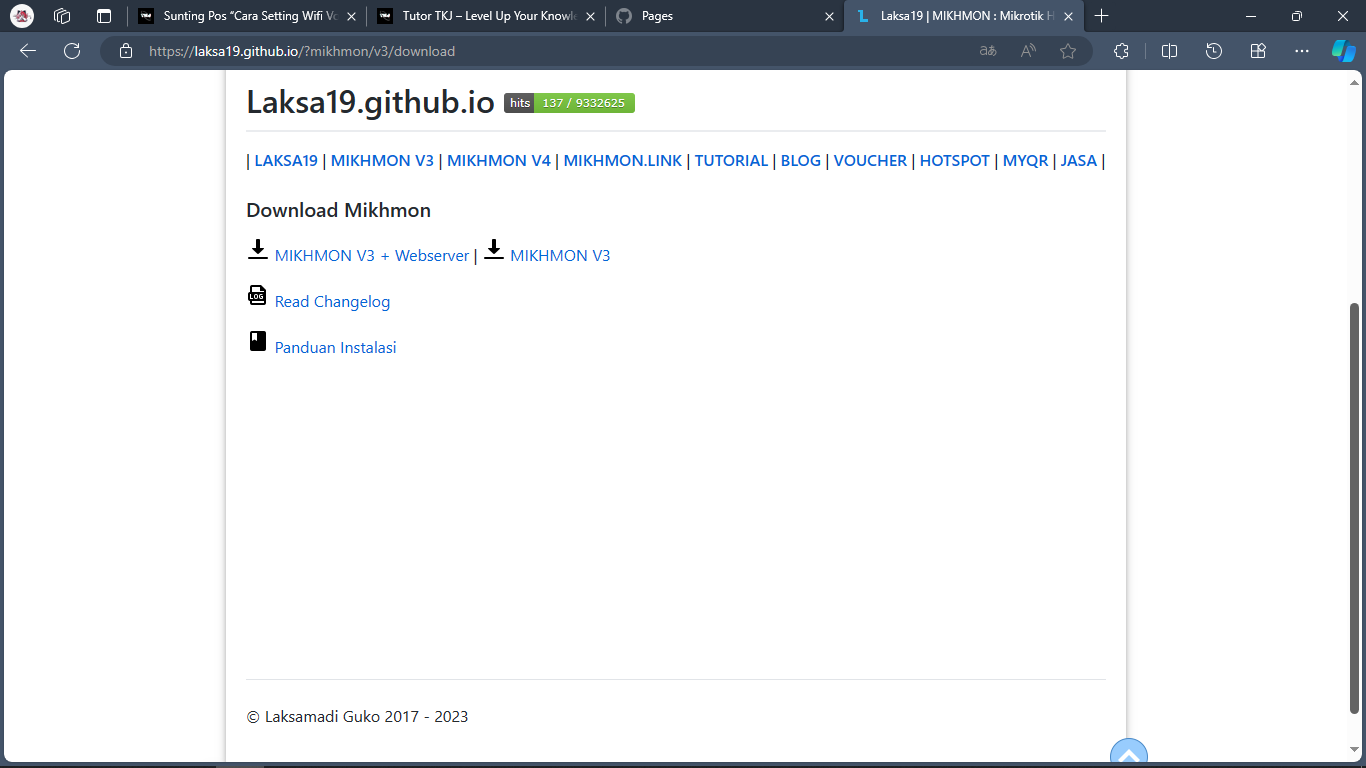 Sunting Pos “Cara Setting Wifi Vo
Tutor TKJ – Level Up Your Knowle
Pages
Laksa19 | MIKHMON : Mikrotik H
https://laksa19.github.io/?mikhmon/v3/download
Laksa19.github.io
hits 137 / 9332625
| LAKSA19 | MIKHMON V3 | MIKHMON V4 | MIKHMON.LINK | TUTORIAL | BLOG | VOUCHER | HOTSPOT | MYQR | JASA |
Download Mikhmon
MIKHMON V3 + Webserver | MIKHMON V3
LOG Read Changelog
Panduan Instalasi
© Laksamadi Guko 2017 - 2023